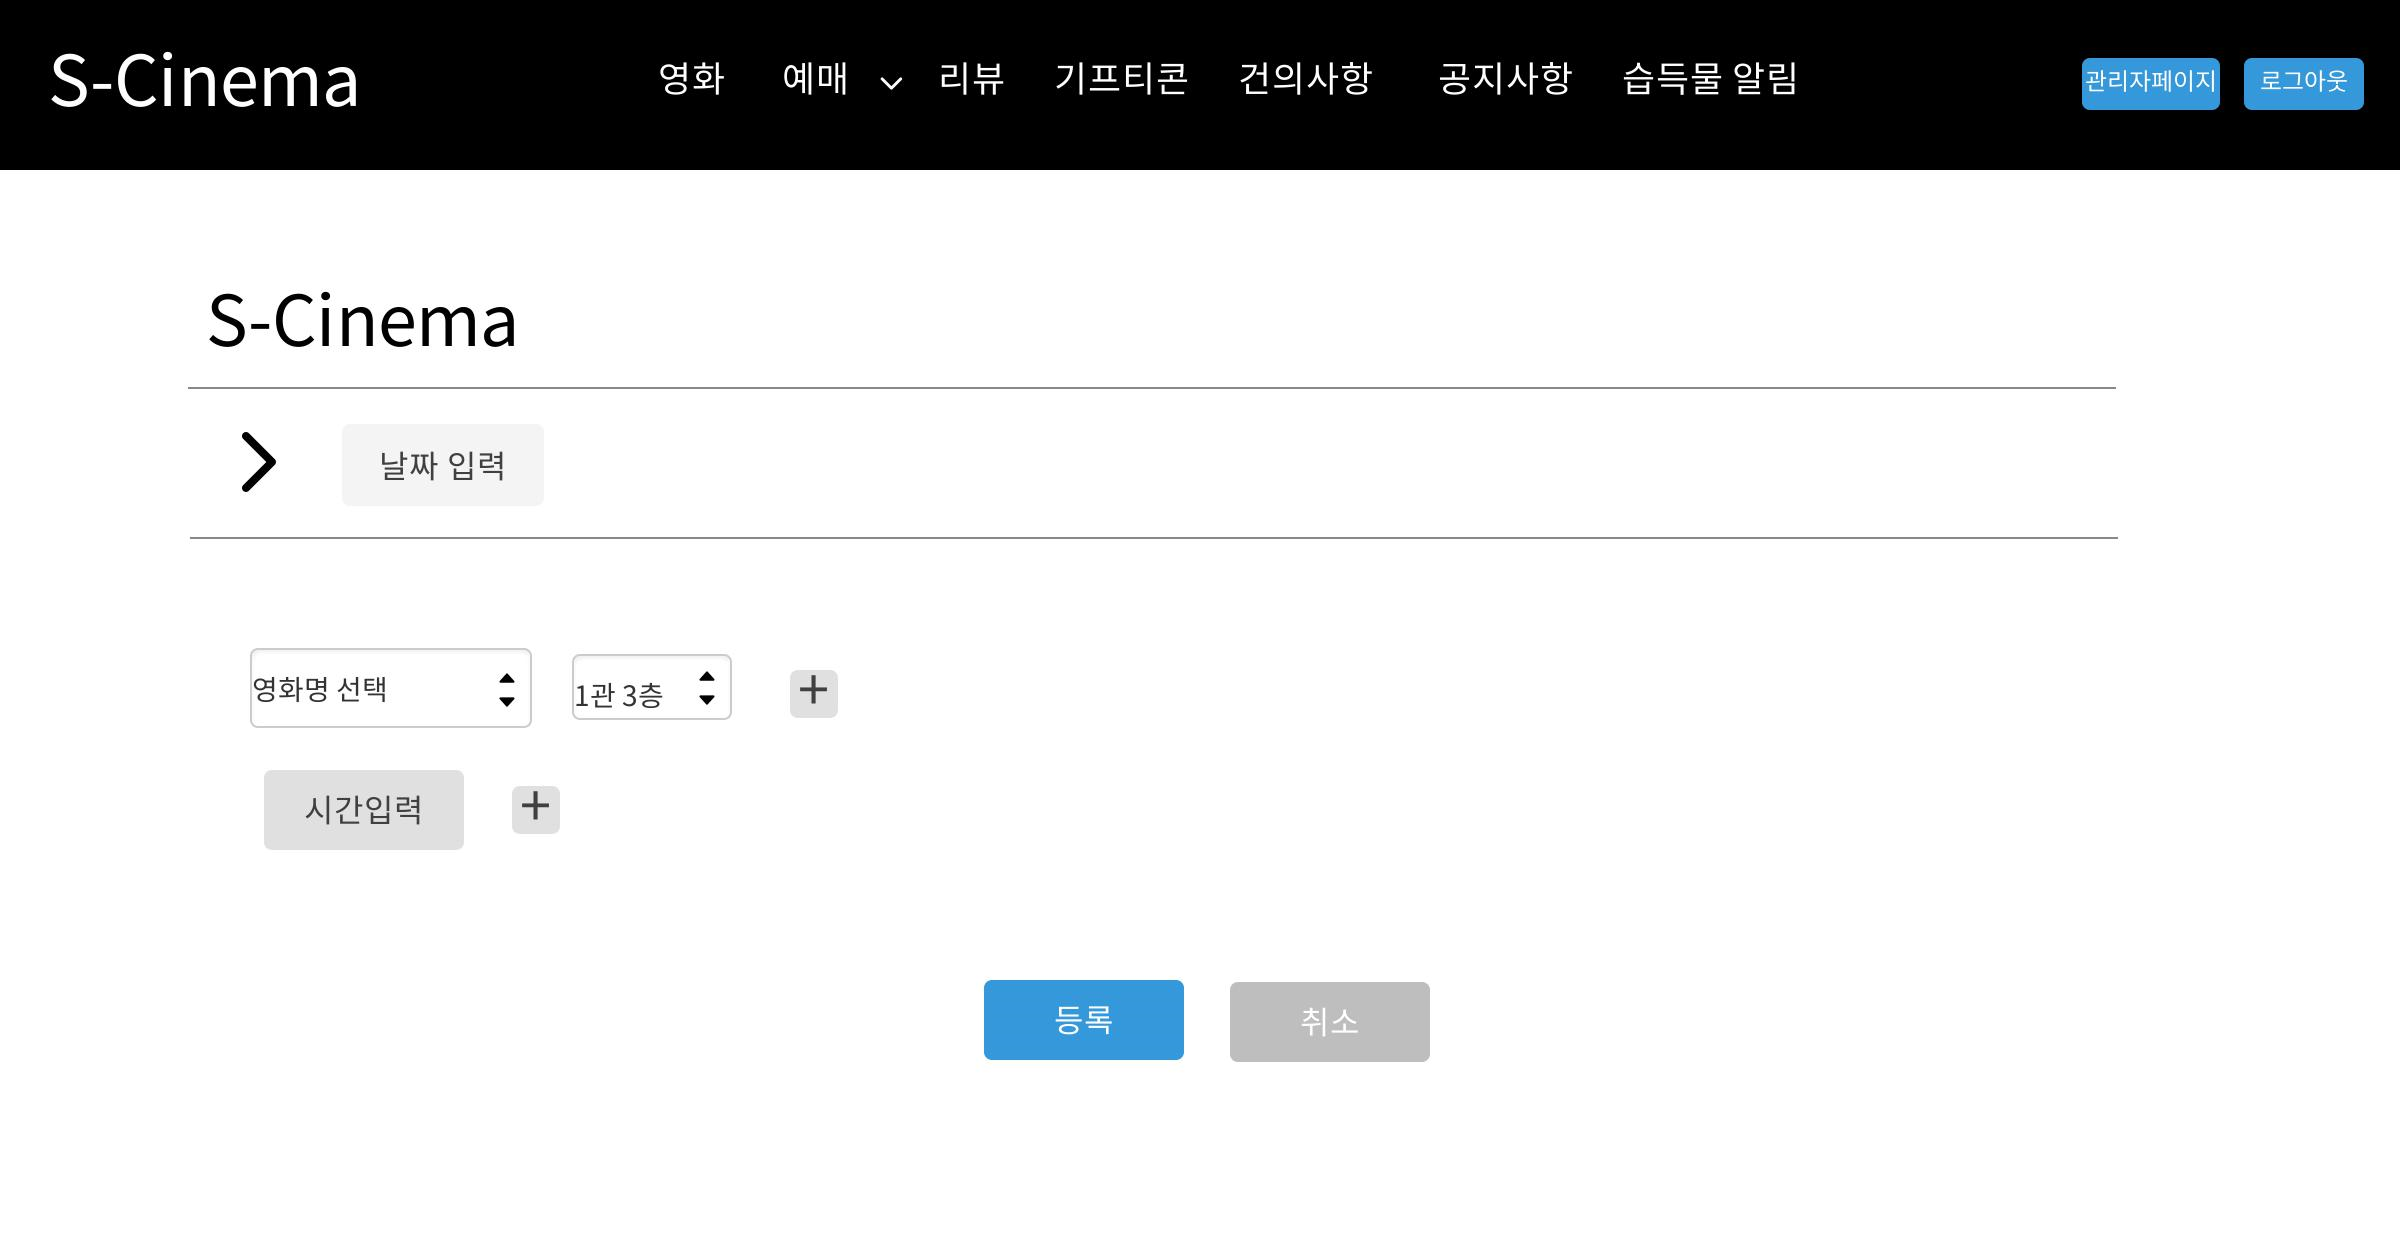 S-Cinema 영화 예매 리뷰 기프티콘 건의사항 공지사항 습득물 알림 관리자페이지 로그아웃
S-Cinema
날짜 입력
영화명 선택 1관 3층 +
시간입력 +
등록 취소